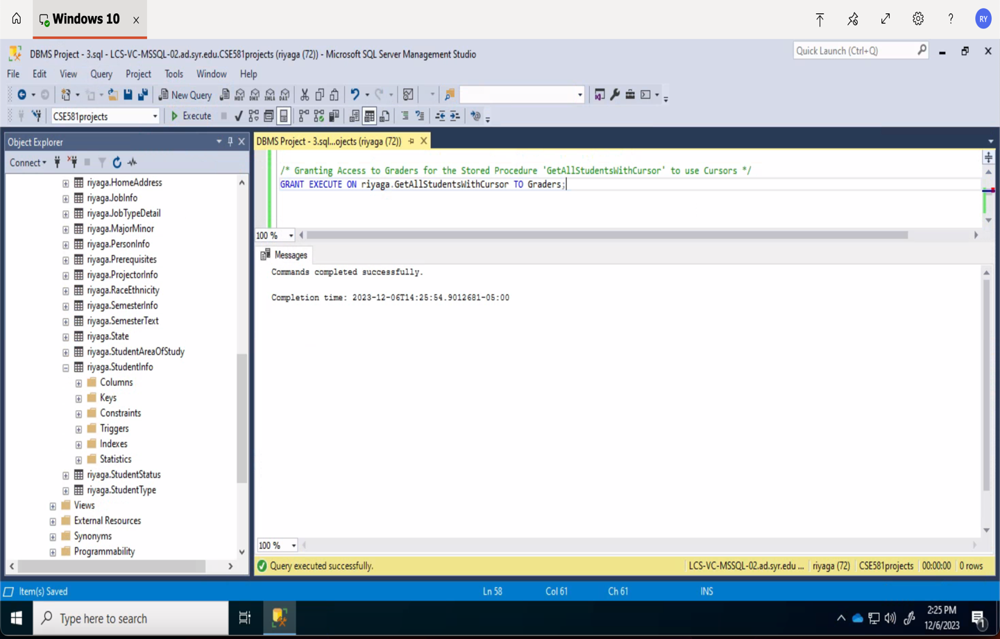 Windows 10
RY
DBMS Project - 3.sql - LCS-VC-MSSQL-02.ad.syr.edu.CSE581projects (riyaga (72)) - Microsoft SQL Server Management Studio
Quick Launch (Ctrl+Q)
File Edit View Query Project Tools Window Help
New Query
MDX DMX XMLA DAX
CSE581projects
Execute
Object Explorer
DBMS Project - 3.sql...ojects (riyaga (72))
Connect
/* Granting Access to Graders for the Stored Procedure 'GetAllStudentsWithCursor' to use Cursors */
GRANT EXECUTE ON riyaga.GetAllStudentsWithCursor TO Graders;
100 %
Messages
Commands completed successfully.
Completion time: 2023-12-06T14:25:54.9012681-05:00
riyaga.HomeAddress
riyaga.JobInfo
riyaga.JobTypeDetail
riyaga.MajorMinor
riyaga.PersonInfo
riyaga.Prerequisites
riyaga.ProjectorInfo
riyaga.RaceEthnicity
riyaga.SemesterInfo
riyaga.SemesterText
riyaga.State
riyaga.StudentAreaOfStudy
riyaga.StudentInfo
Columns
Keys
Constraints
Triggers
Indexes
Statistics
riyaga.StudentStatus
riyaga.StudentType
Views
External Resources
Synonyms
Programmability
100 %
Query executed successfully.
LCS-VC-MSSQL-02.ad.syr.edu ... riyaga (72) CSE581projects 00:00:00 0 rows
Item(s) Saved
Ln 58 Col 61 Ch 61 INS
Type here to search
2:25 PM
12/6/2023
1